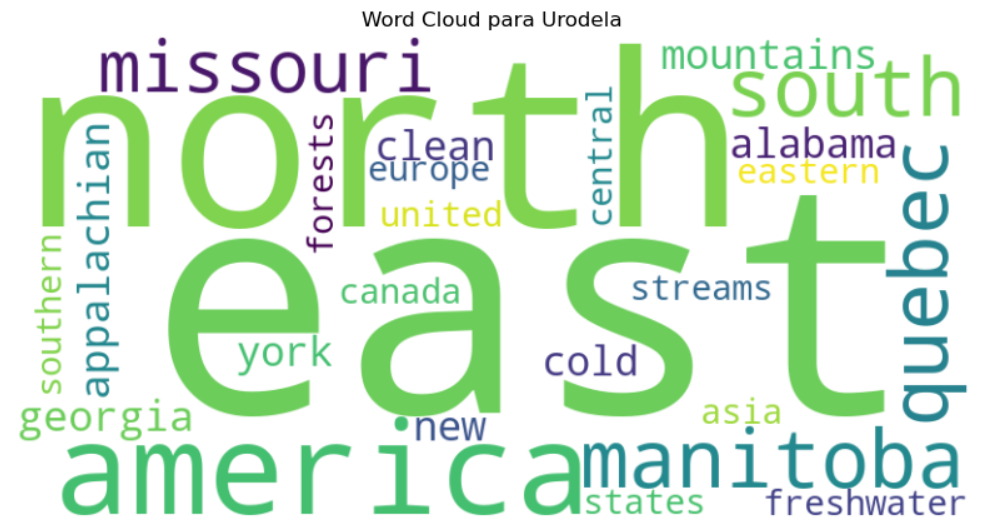 Word Cloud para Urodela
missouri
mountains
south
north
forests
clean
central
alabama
europe
eastern
appalachian
united
quebec
east
southern
canada
streams
york
cold
georgia
new
asia
america
manitoba
states
freshwater